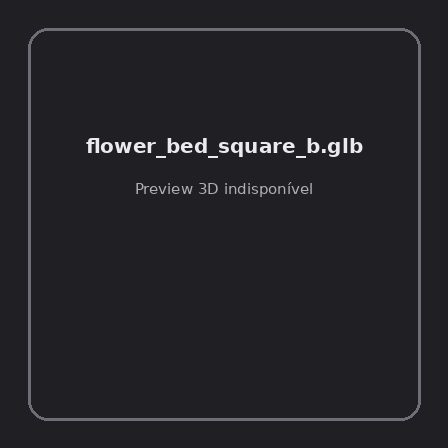 flower_bed_square_b.glb
Preview 3D indisponível